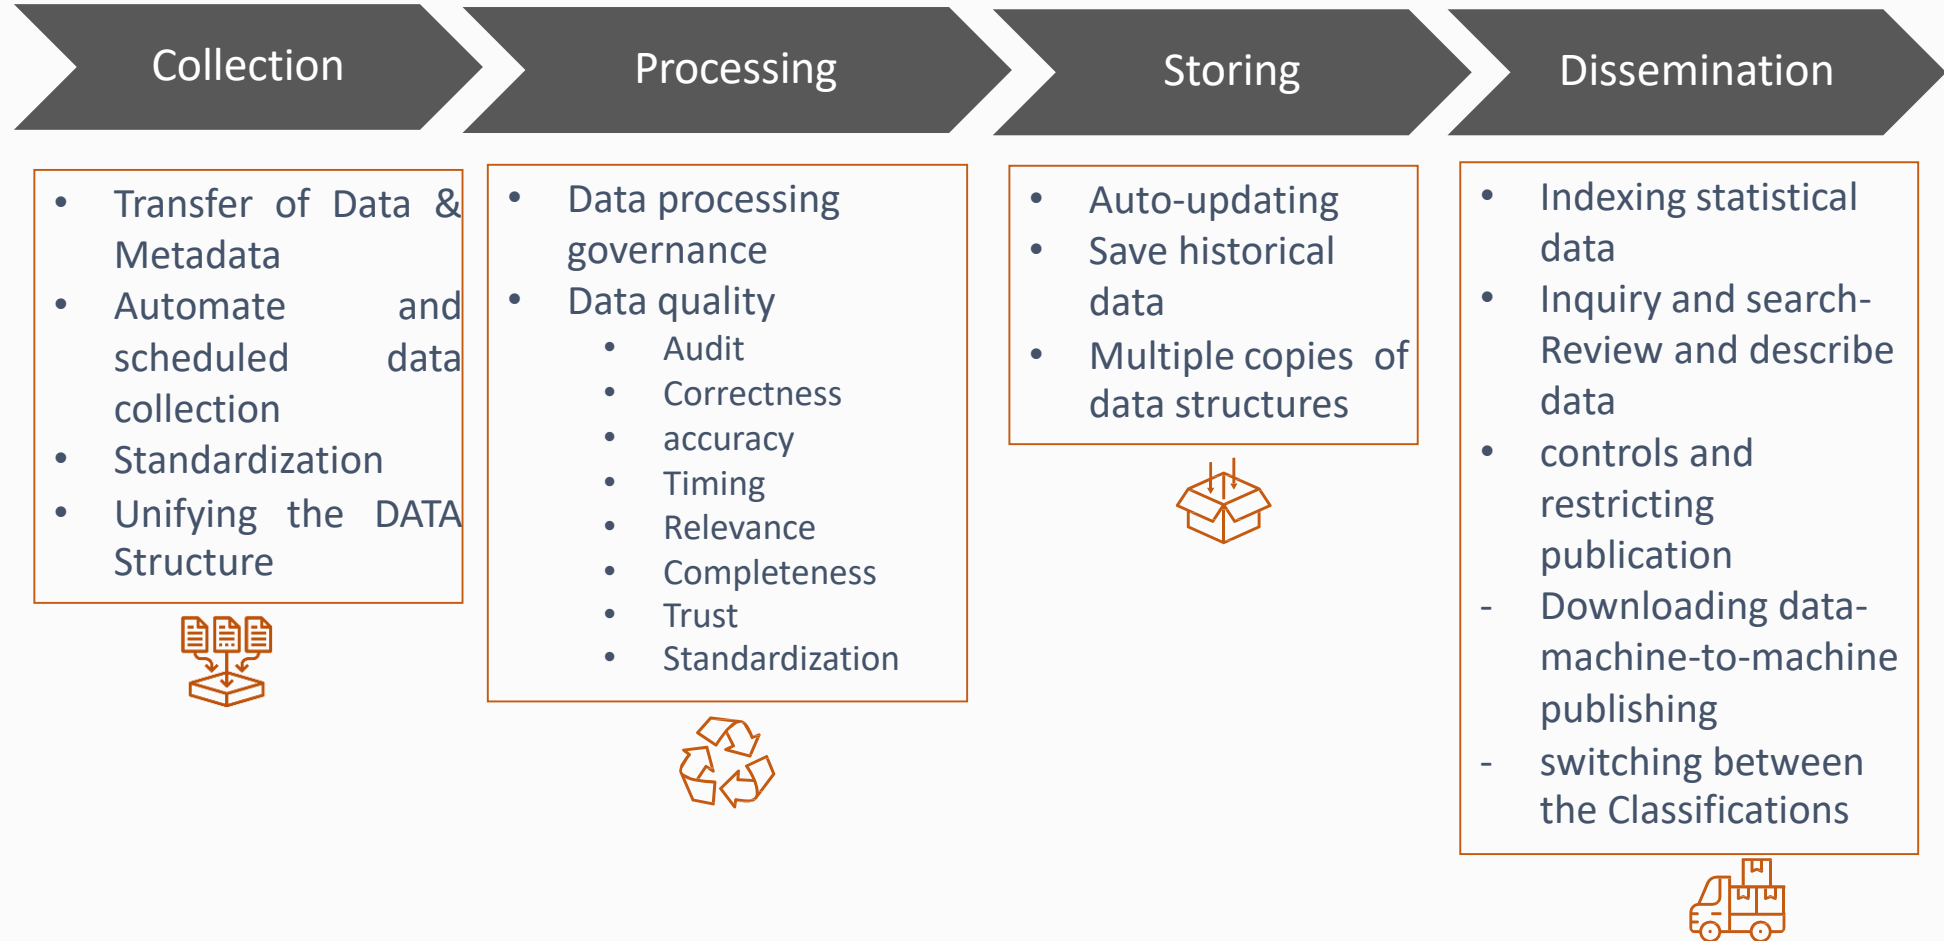 Collection
Processing
Storing
Dissemination
• Transfer of Data &
Metadata
• Automate and
scheduled data
collection
• Standardization
• Unifying the DATA
Structure
• Data processing
governance
• Data quality
• Audit
• Correctness
• accuracy
• Timing
• Relevance
• Completeness
• Trust
• Standardization
• Auto-updating
• Save historical
data
• Multiple copies of
data structures
• Indexing statistical
data
• Inquiry and search-
Review and describe
data
• controls and
restricting
publication
- Downloading data-
machine-to-machine
publishing
- switching between
the Classifications